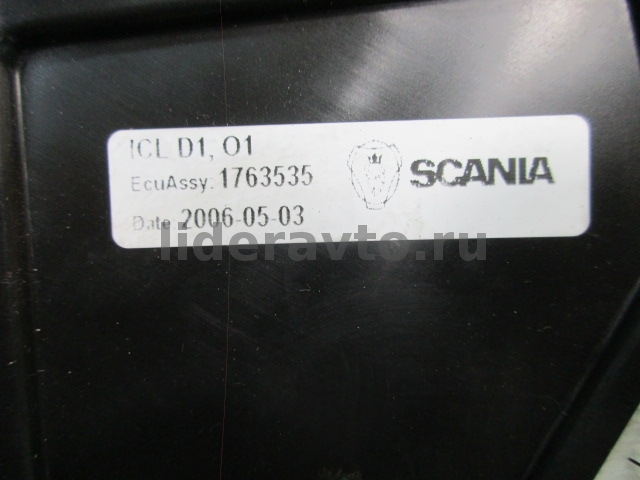 ICL D1, O1
EcuAssy: 1763535
Date 2006-05-03
SCANIA
lideravto.ru